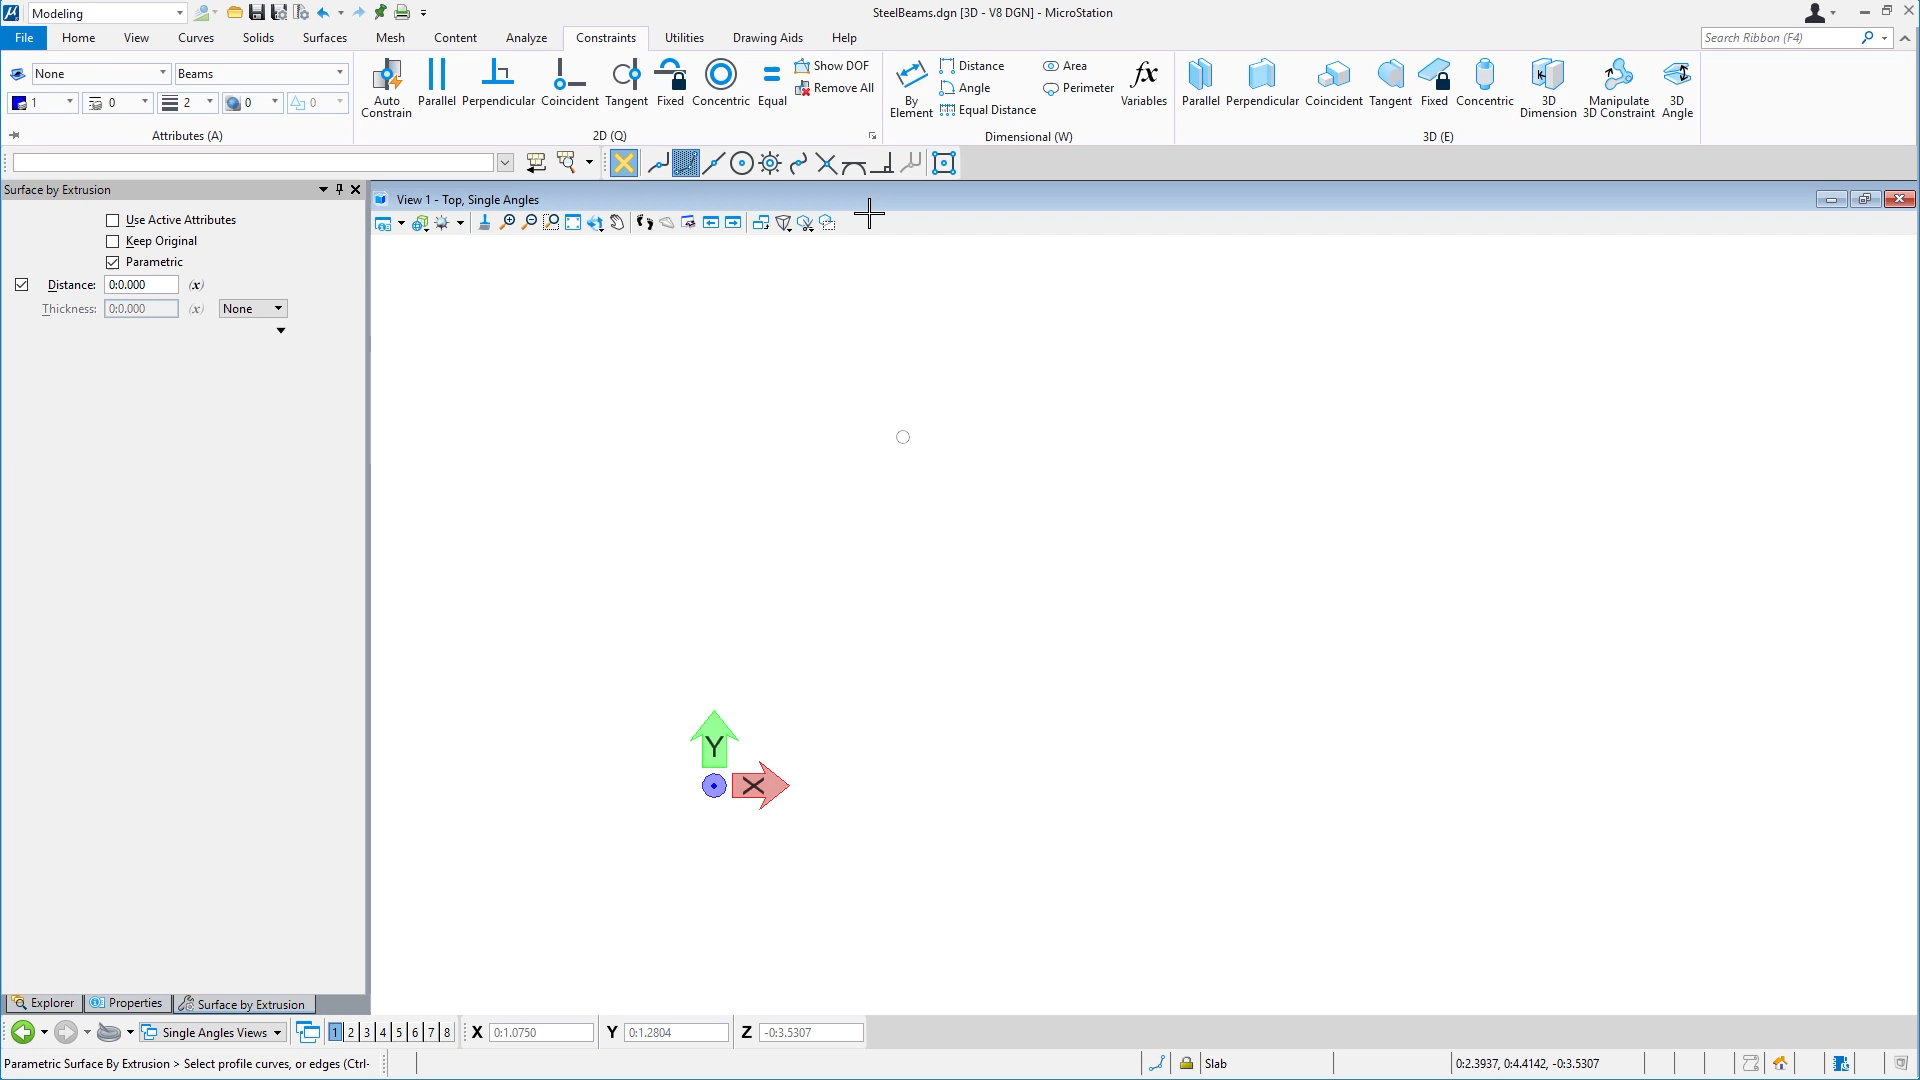 Modeling
SteelBeams.dgn [3D - V8 DGN] - MicroStation
File Home View Curves Solids Surfaces Mesh Content Analyze Constraints Utilities Drawing Aids Help
Search Ribbon (F4)
None Beams
1 0 2 0 0
Attributes (A)
Auto Constrain
Parallel
Perpendicular
Coincident
Tangent
Fixed
Concentric
Equal
Show DOF
Remove All
2D (Q)
By Element
Distance
Angle
Equal Distance
Area
Perimeter
fx
Variables
Dimensional (W)
Parallel
Perpendicular
Coincident
Tangent
Fixed
Concentric
3D Dimension
Manipulate 3D Constraint
3D Angle
3D (E)
Surface by Extrusion
Use Active Attributes
Keep Original
Parametric
Distance: 0:0.000 (x)
Thickness: 0:0.000 (x) None
View 1 - Top, Single Angles
Y
X
Explorer Properties Surface by Extrusion
Single Angles Views 1 2 3 4 5 6 7 8 X 0:1.0750 Y 0:1.2804 Z -0:3.5307
Parametric Surface By Extrusion > Select profile curves, or edges (Ctrl-
Slab
0:2.3937, 0:4.4142, -0:3.5307